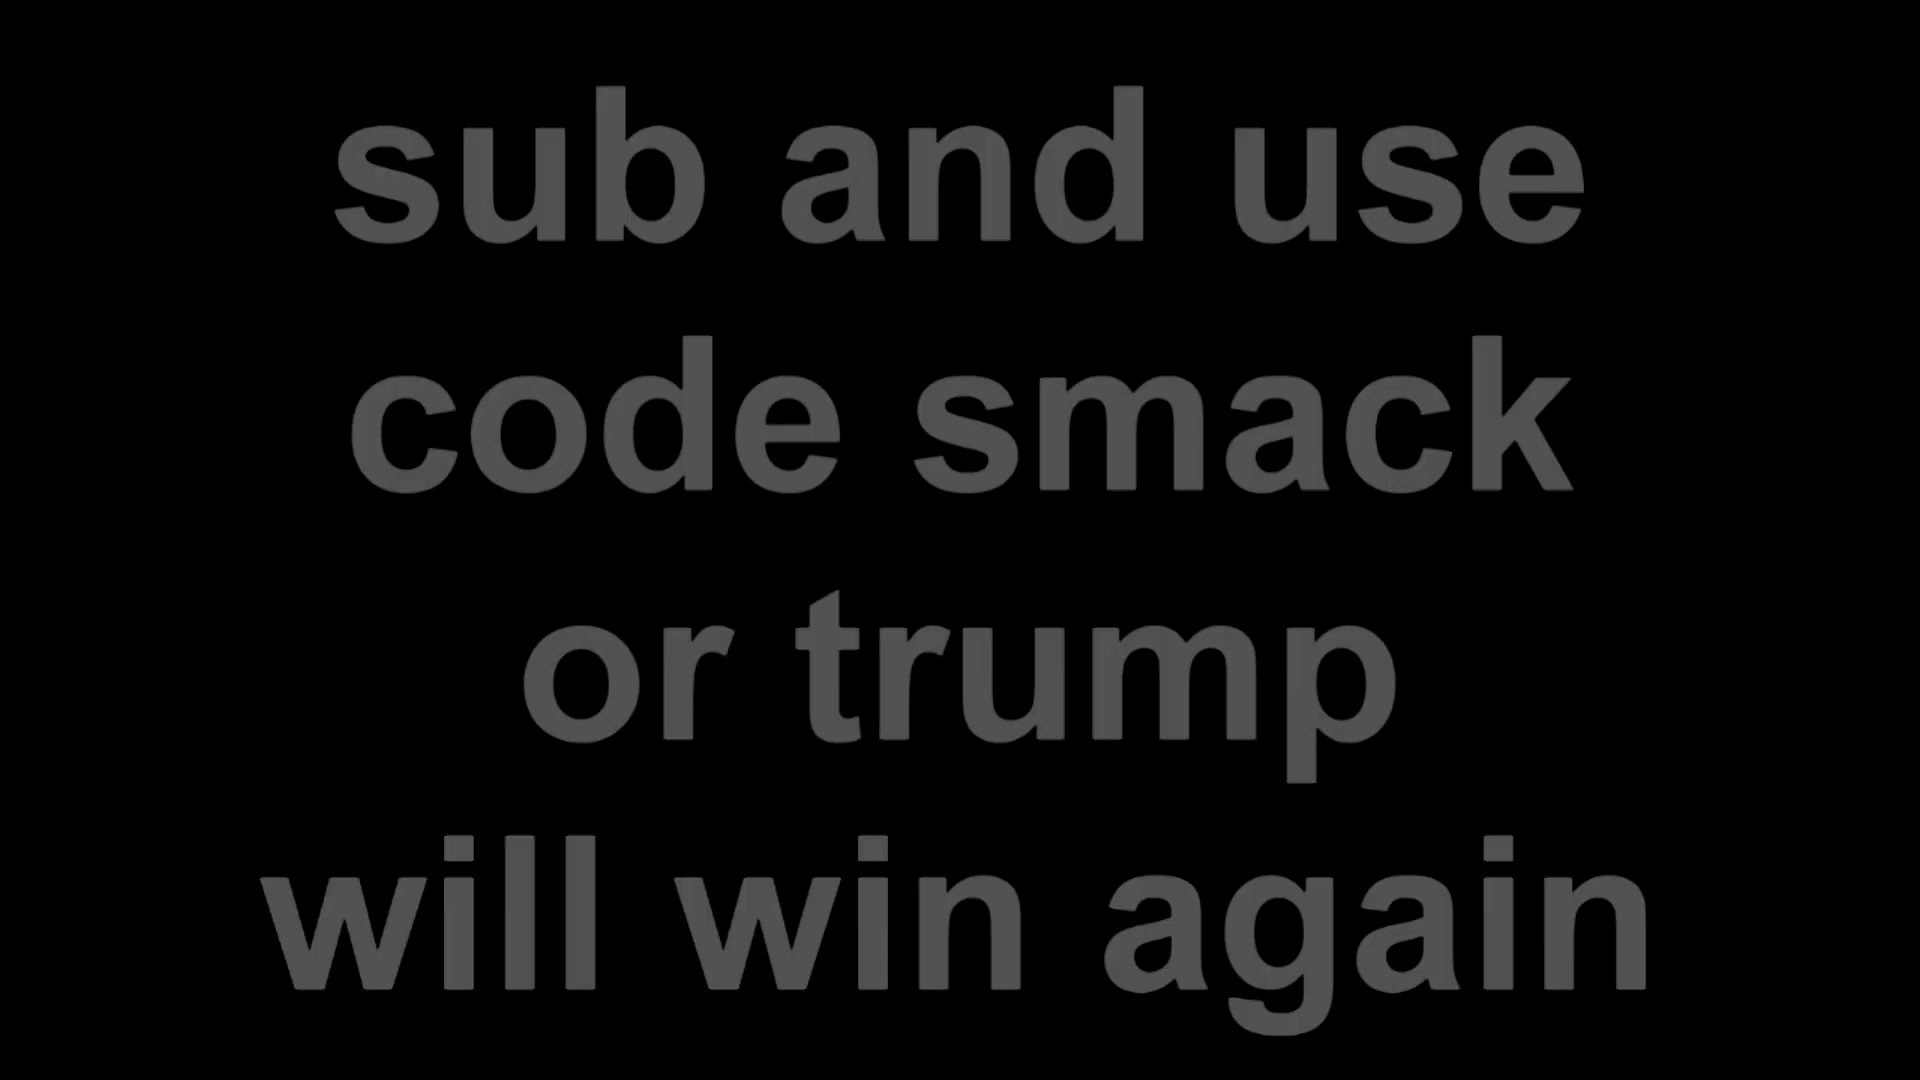 sub and use
code smack
or trump
will win again